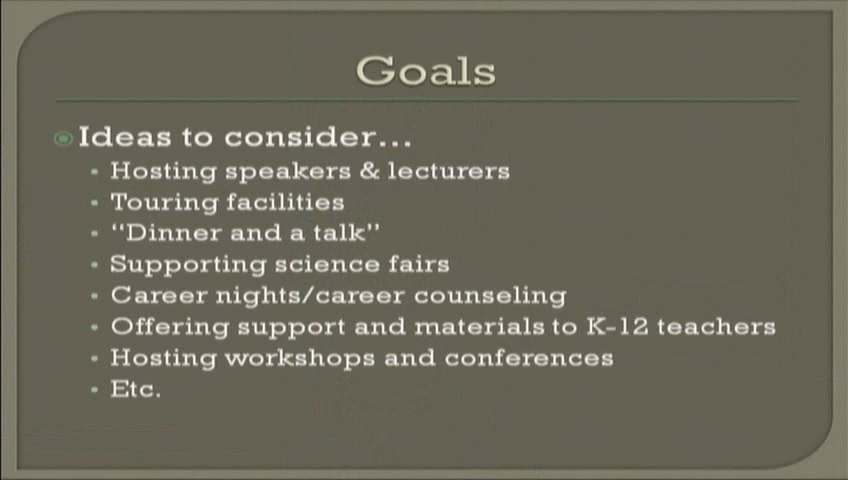 Goals
Ideas to consider...
Hosting speakers & lecturers
Touring facilities
“Dinner and a talk”
Supporting science fairs
Career nights/career counseling
Offering support and materials to K-12 teachers
Hosting workshops and conferences
Etc.